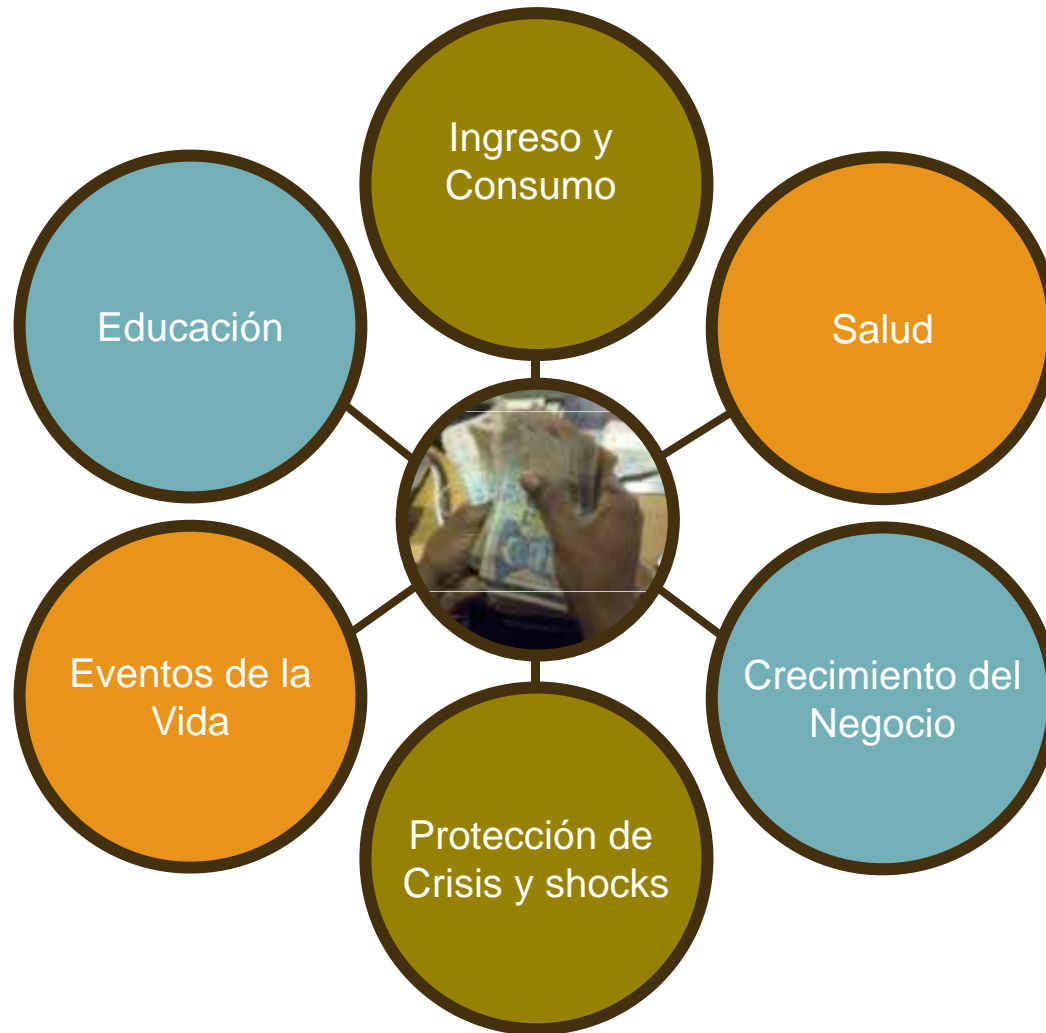 Ingreso y
Consumo
Educación
Salud
Eventos de la
Vida
Crecimiento del
Negocio
Protección de
Crisis y shocks